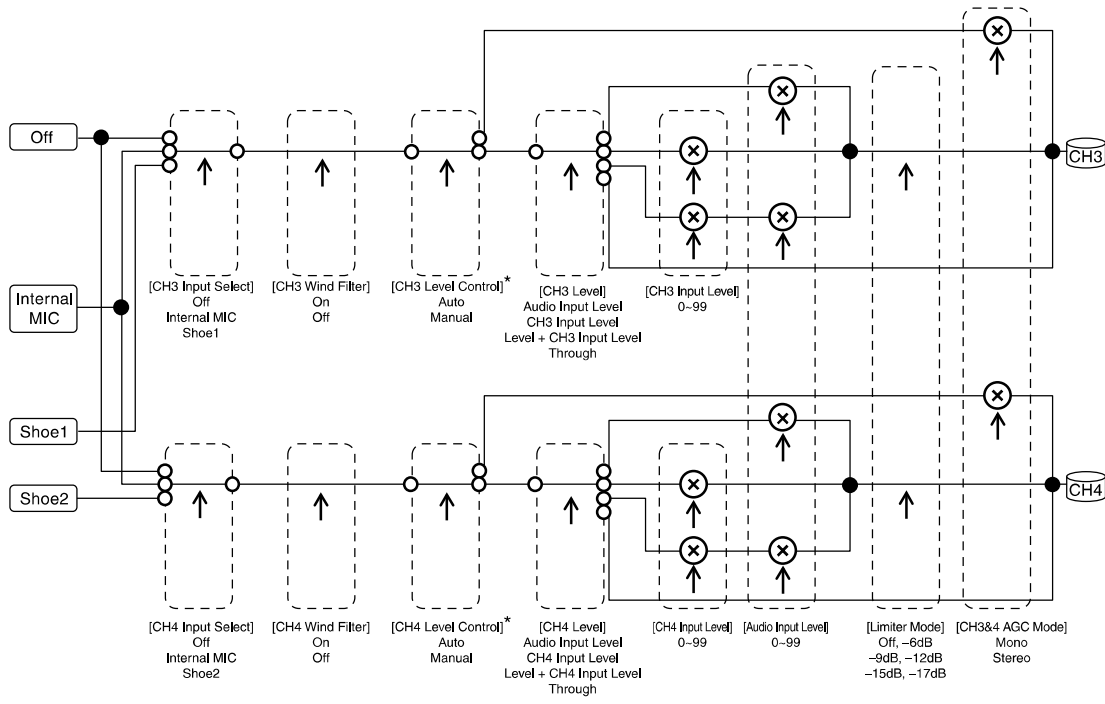 Off
CH3
Internal
MIC
[CH3 Input Select]
Off
Internal MIC
Shoe1
[CH3 Wind Filter]
On
Off
[CH3 Level Control]*
Auto
Manual
[CH3 Level]
Audio Input Level
CH3 Input Level
Level + CH3 Input Level
Through
[CH3 Input Level]
0~99
Shoe1
Shoe2
CH4
[CH4 Input Select]
Off
Internal MIC
Shoe2
[CH4 Wind Filter]
On
Off
[CH4 Level Control]*
Auto
Manual
[CH4 Level]
Audio Input Level
CH4 Input Level
Level + CH4 Input Level
Through
[CH4 Input Level]
0~99
[Audio Input Level]
0~99
[Limiter Mode]
Off, –6dB
–9dB, –12dB
–15dB, –17dB
[CH3&4 AGC Mode]
Mono
Stereo